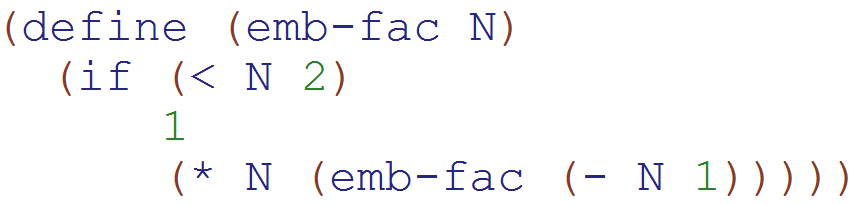 (define (emb-fac N)
  (if (< N 2)
      1
      (* N (emb-fac (- N 1)))))